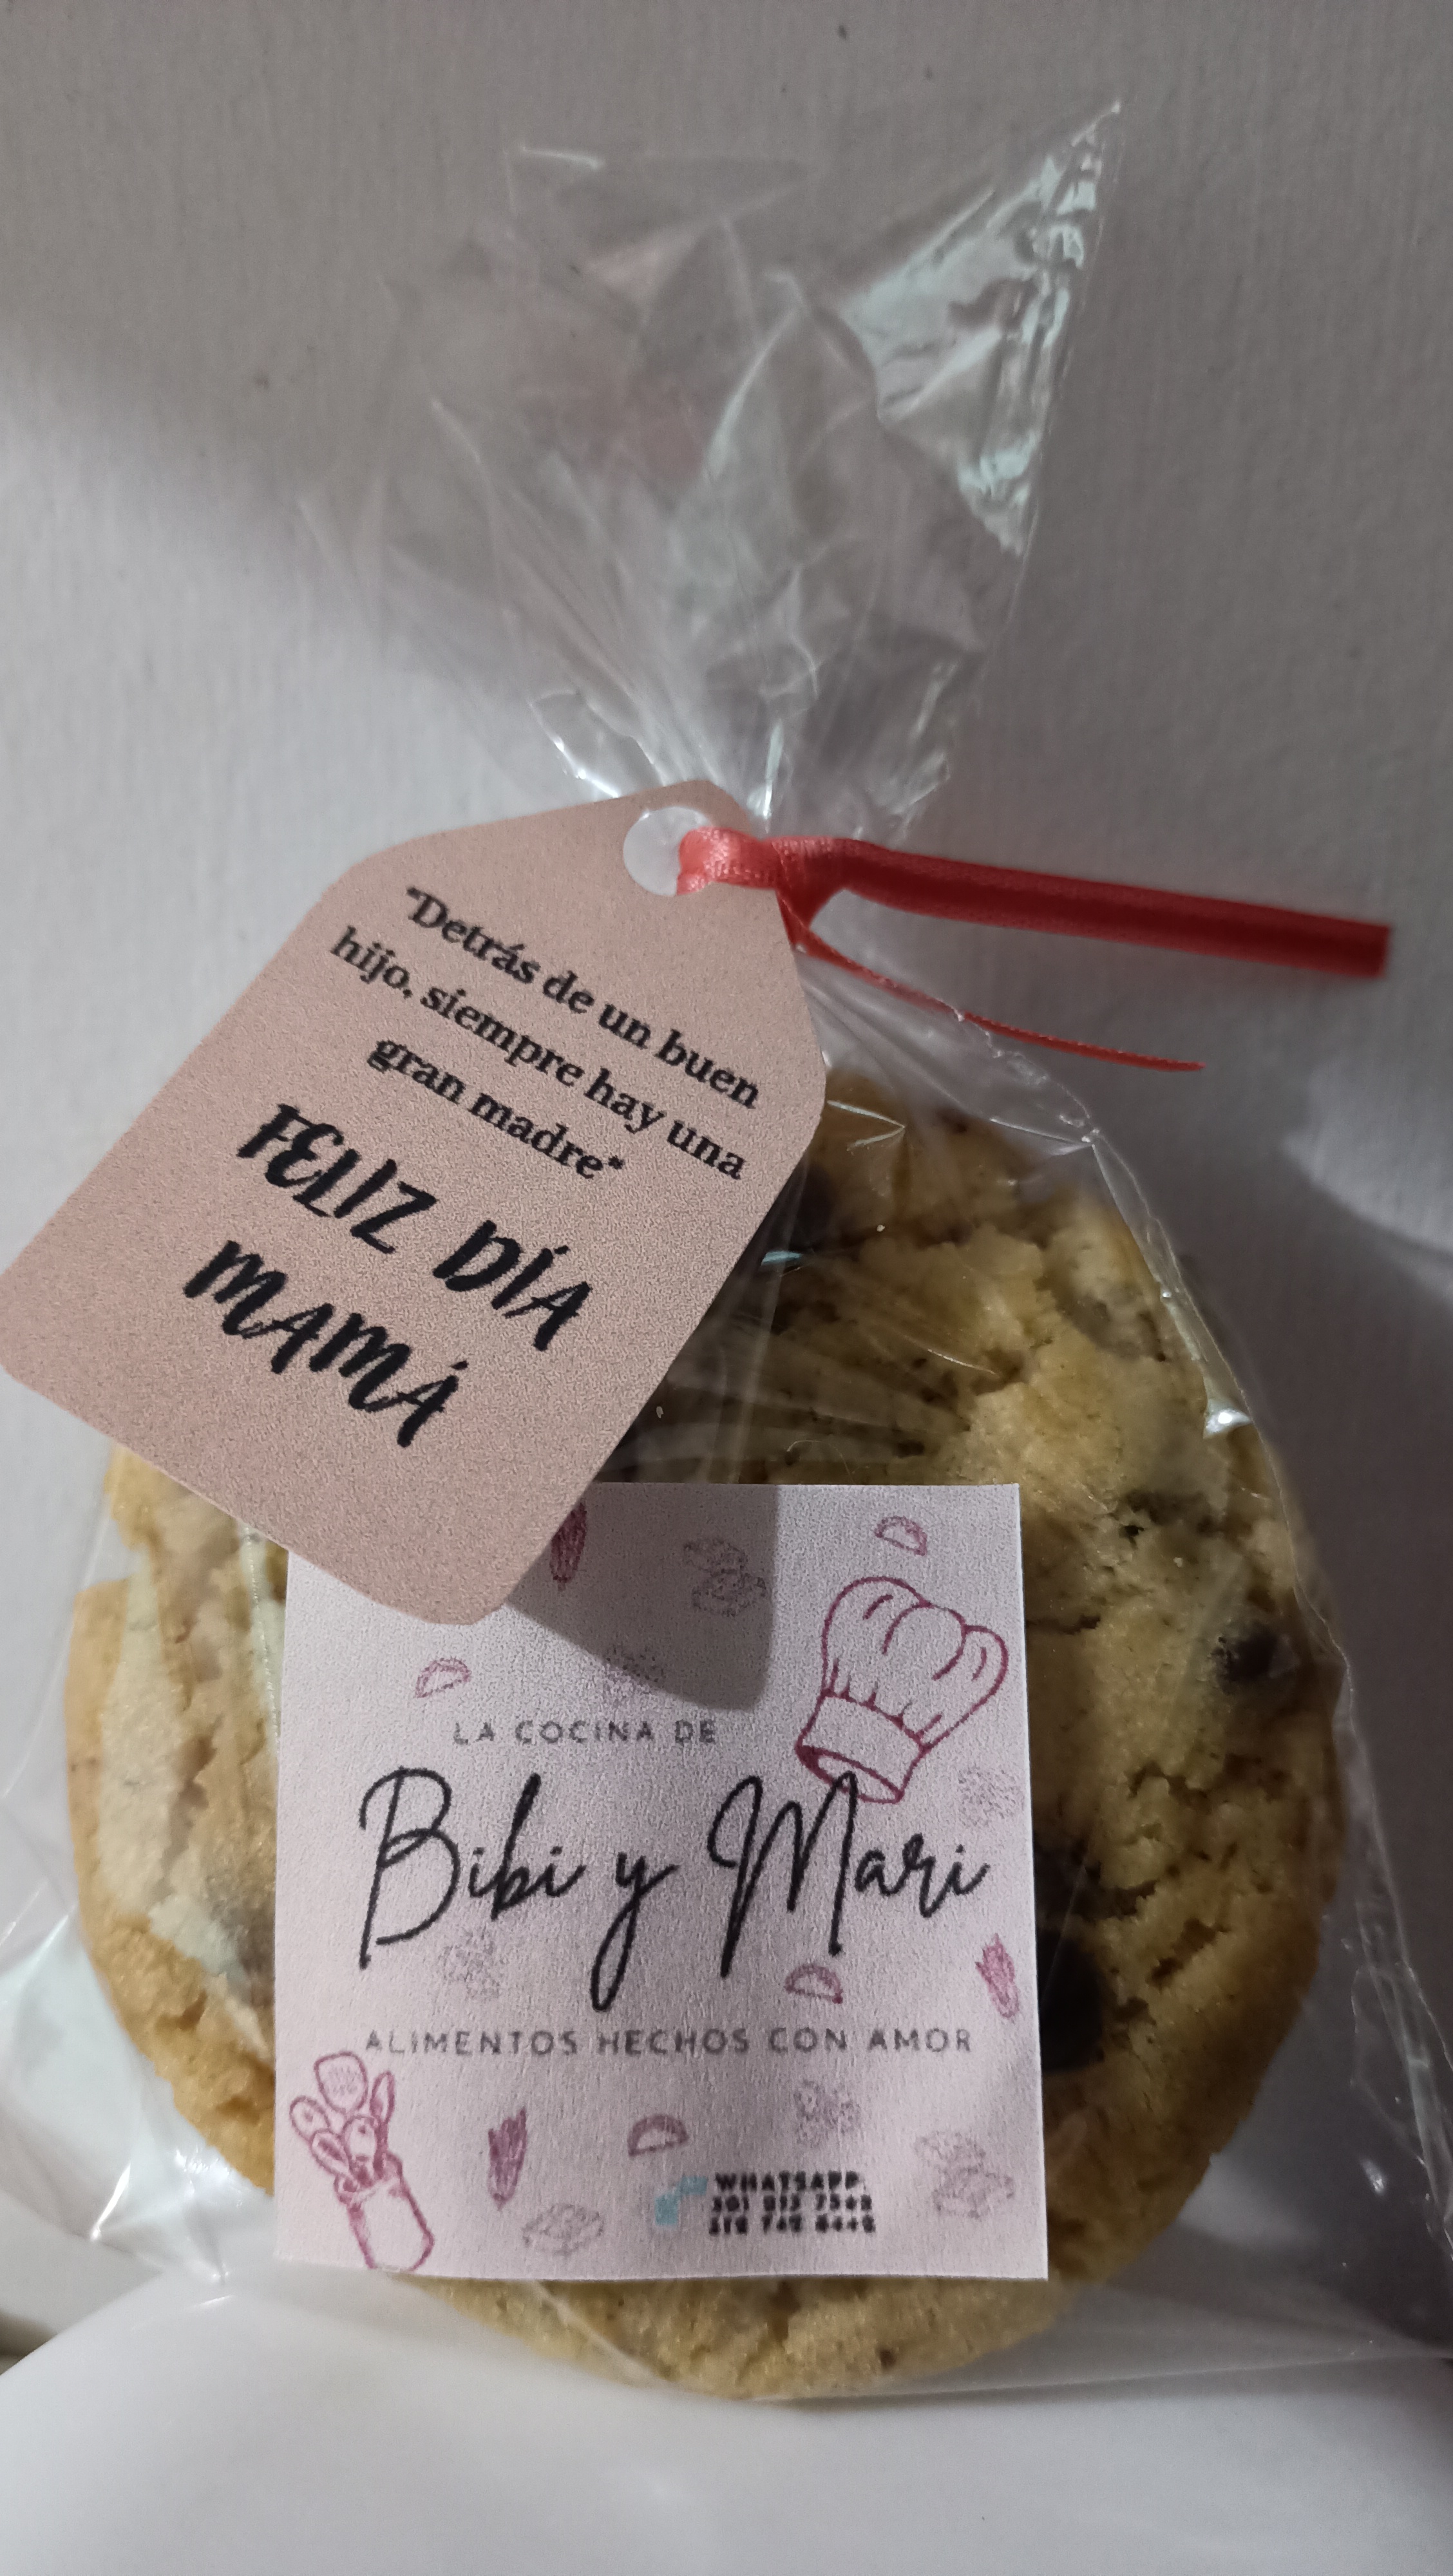 "Detrás de un buen
hijo, siempre hay una
gran madre"
FELÍZ DÍA
MAMÁ
LA COCINA DE
Bibi y Mari
ALIMENTOS HECHOS CON AMOR
WHATSAPP